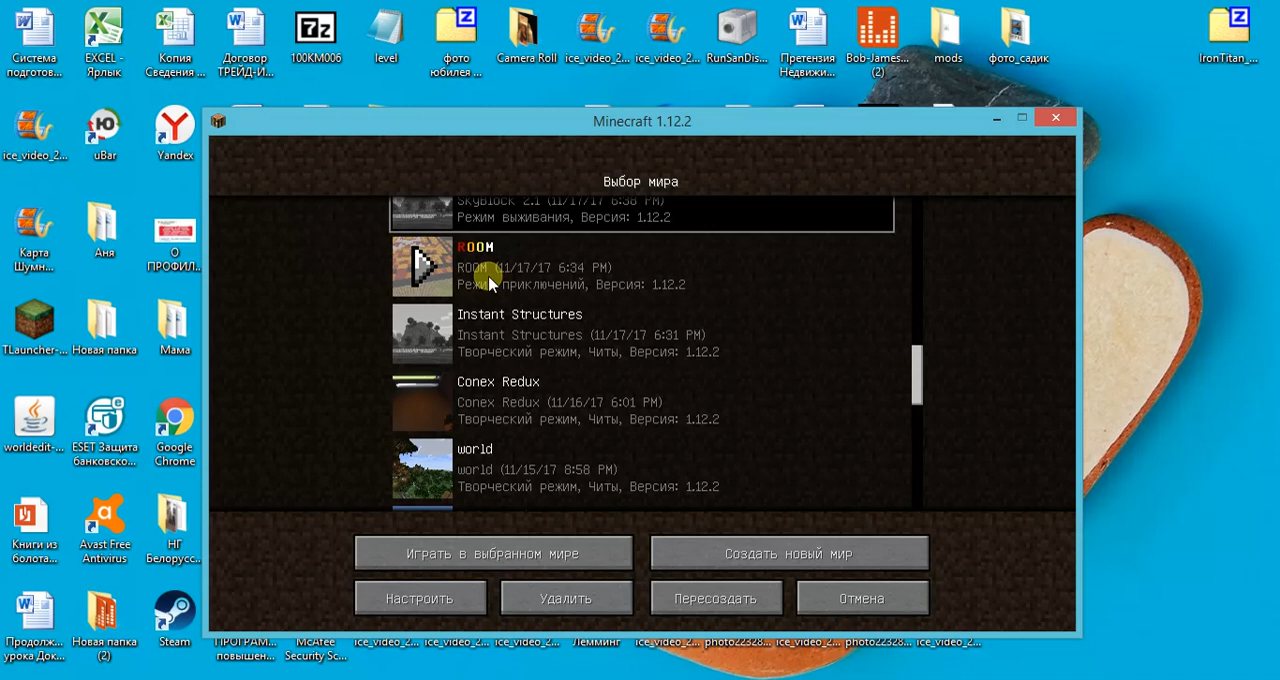 Система
подготов...
EXCEL -
Ярлык
Копия
Сведения ...
Договор
ТРЕЙД-И...
100KM006
level
фото
юбилея ...
Camera Roll
ice_video_2...
ice_video_2...
RunSanDis...
Претензия
Недвижи...
Bob-James...
(2)
mods
фото_садик
IronTitan_...
ice_video_2...
uBar
Yandex
Minecraft 1.12.2
Выбор мира
SkyBlock 2.1 (11/17/17 6:38 PM)
Режим выживания, Версия: 1.12.2
ROOM
ROOM (11/17/17 6:34 PM)
Режим приключений, Версия: 1.12.2
Instant Structures
Instant Structures (11/17/17 6:31 PM)
Творческий режим, Читы, Версия: 1.12.2
Conex Redux
Conex Redux (11/16/17 6:01 PM)
Творческий режим, Читы, Версия: 1.12.2
world
world (11/15/17 8:58 PM)
Творческий режим, Читы, Версия: 1.12.2
Играть в выбранном мире
Создать новый мир
Настроить
Удалить
Пересоздать
Отмена
Карта
Шумн...
Аня
О
ПРОФИЛ...
TLauncher-...
Новая папка
Мама
worldedit-...
ESET Защита
банковско...
Google
Chrome
Книги из
болота...
Avast Free
Antivirus
НГ
Белорусс...
Продолж...
урока Док...
Новая папка
(2)
Steam
ПРОГРАМ...
повышен...
McAfee
Security Sc...
ice_video_2...
ice_video_2...
ice_video_2...
Лемминг
ice_video_2...
photo22328...
ice_video_2...
photo22328...
ice_video_2...